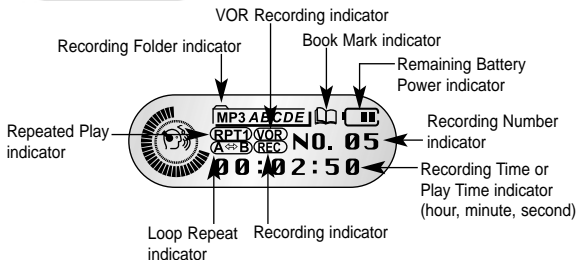 VOR Recording indicator
Recording Folder indicator
Book Mark indicator
Remaining Battery
Power indicator
MP3 ABCDE
Repeated Play
indicator
RPT1 VOR
NO. 05
A⇔B REC
Recording Number
indicator
00:02:50
Recording Time or
Play Time indicator
(hour, minute, second)
Loop Repeat
indicator
Recording indicator